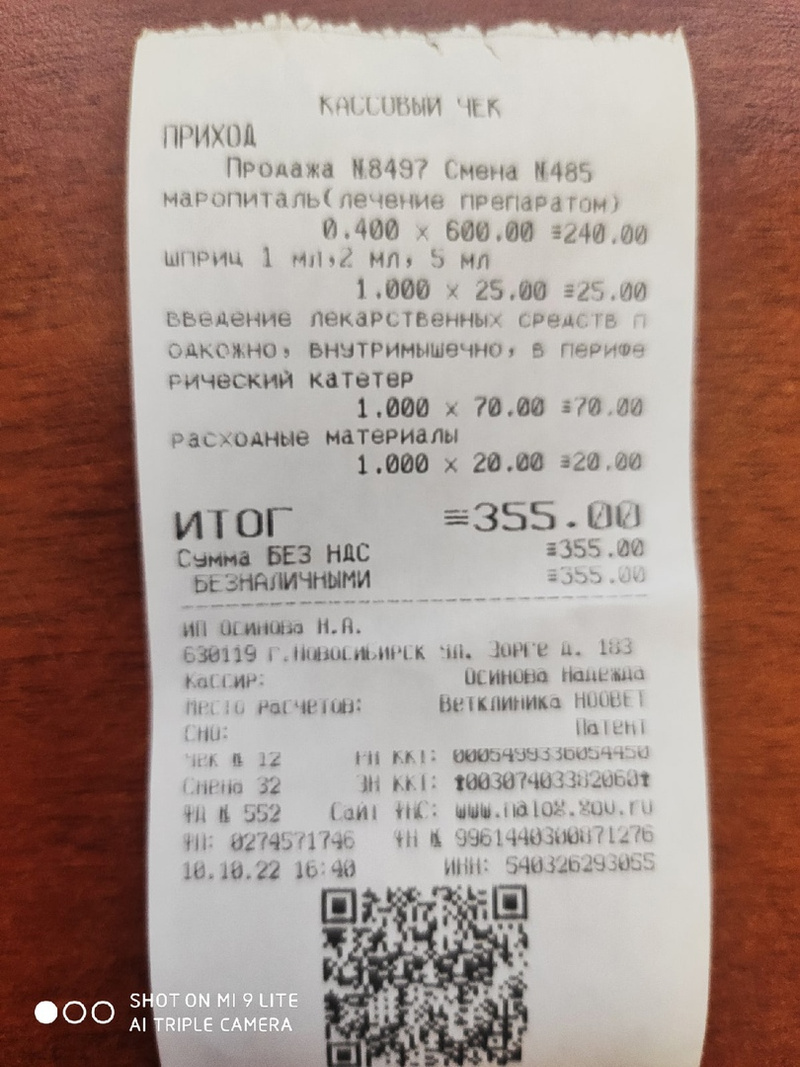 КАССОВЫЙ ЧЕК
ПРИХОД
Продажа №8497 Смена №485
маропиталь(лечение препаратом)
0.400 x 600.00 ≡240.00
шприц 1 мл,2 мл, 5 мл
1.000 x 25.00 ≡25.00
введение лекарственных средств п
одкожно, внутримышечно, в перифе
рический катетер
1.000 x 70.00 ≡70.00
расходные материалы
1.000 x 20.00 ≡20.00
ИТОГ ≡355.00
Сумма БЕЗ НДС ≡355.00
БЕЗНАЛИЧНЫМИ ≡355.00
ИП Осинова Н.А.
630119 г.Новосибирск ул. Зорге д. 183
Кассир: Осинова Надежда
Место расчетов: Ветклиника НООВЕТ
СНО: Патент
Чек № 12 РН ККТ: 0005499336054450
Смена 32 ЗН ККТ: †00307403382060†
ФД № 552 Сайт ФНС: www.nalog.gov.ru
ФП: 0274571746 ФН № 9961440300871276
10.10.22 16:40 ИНН: 540326293055
SHOT ON MI 9 LITE
AI TRIPLE CAMERA